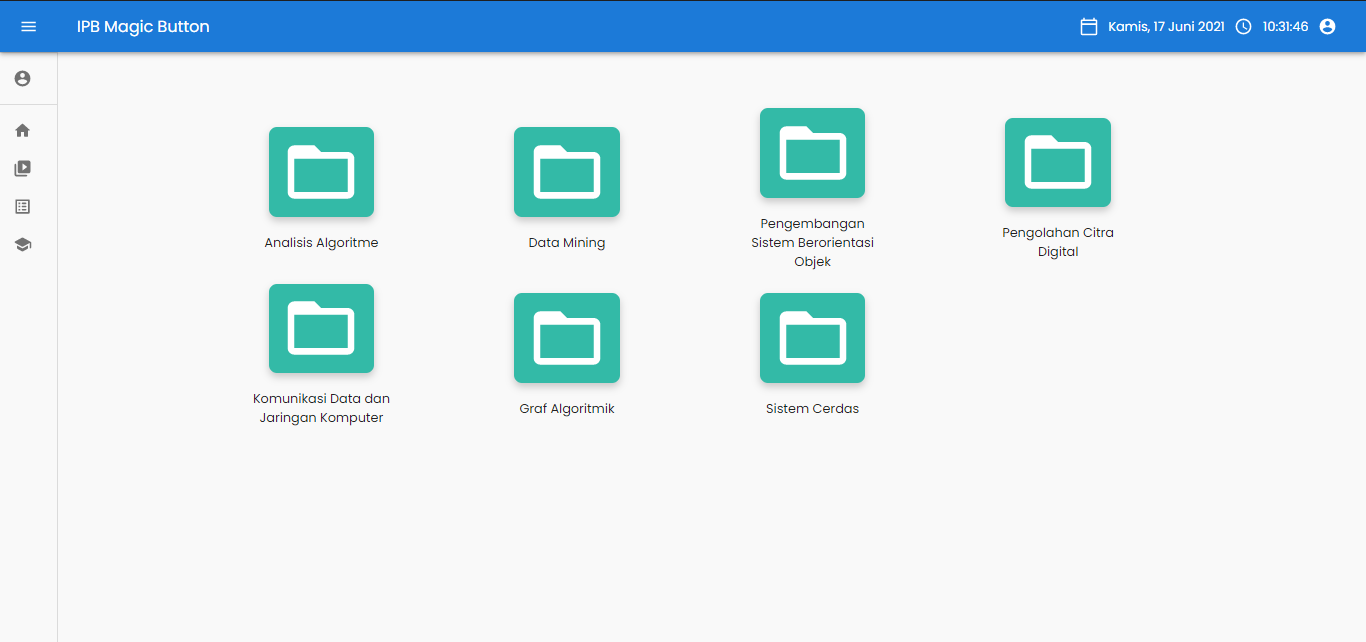 IPB Magic Button
Kamis, 17 Juni 2021
10:31:46
Analisis Algoritme
Data Mining
Pengembangan
Sistem Berorientasi
Objek
Pengolahan Citra
Digital
Komunikasi Data dan
Jaringan Komputer
Graf Algoritmik
Sistem Cerdas